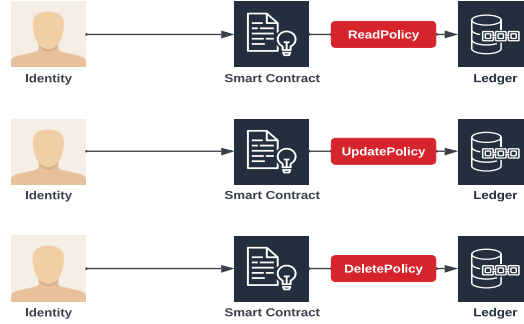 ReadPolicy
Identity Smart Contract Ledger
UpdatePolicy
Identity Smart Contract Ledger
DeletePolicy
Identity Smart Contract Ledger